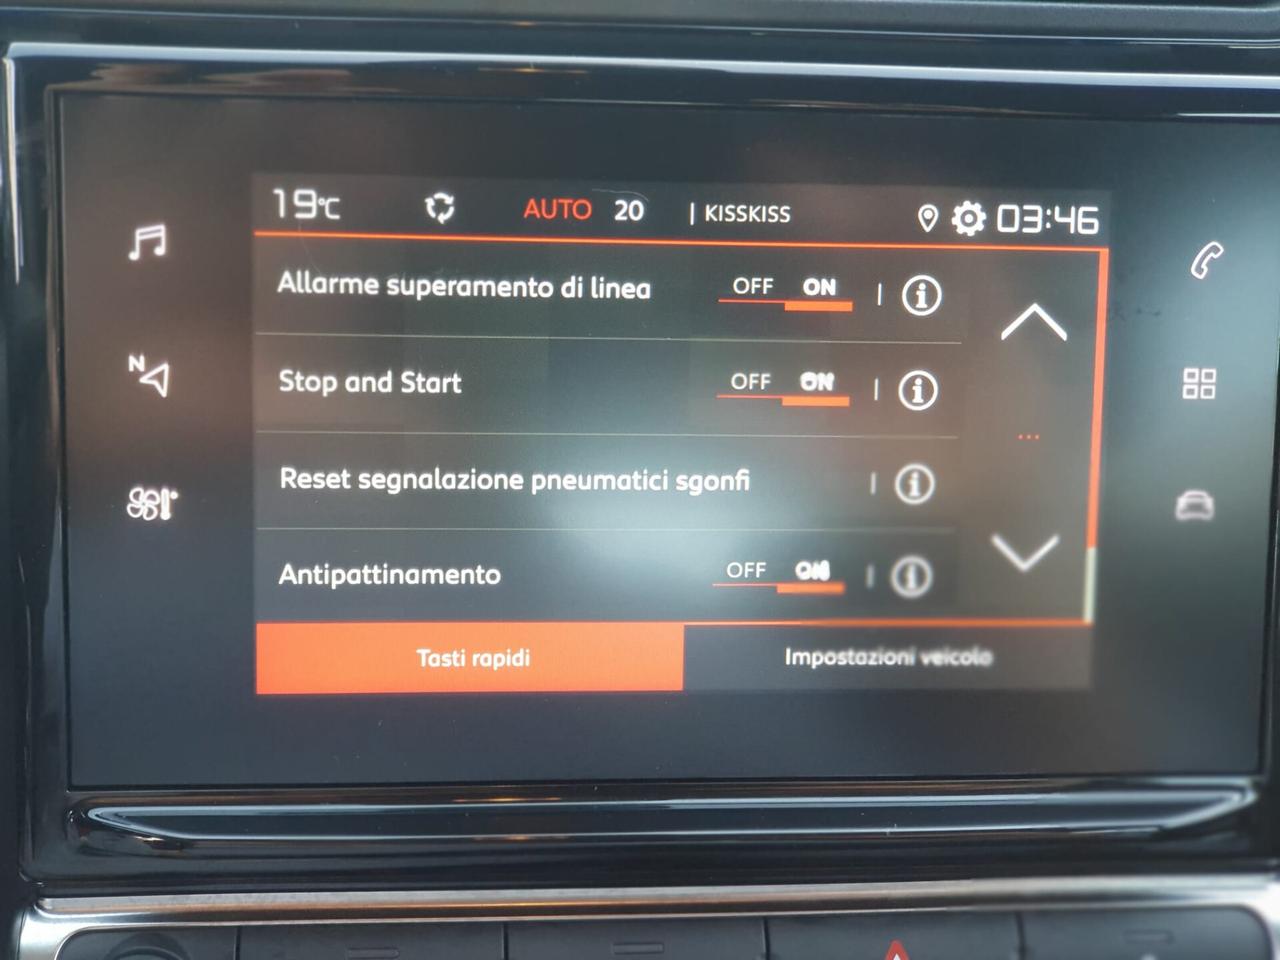 19°C AUTO 20 | KISSKISS 03:46
Allarme superamento di linea OFF ON
Stop and Start OFF ON
Reset segnalazione pneumatici sgonfi
Antipattinamento OFF ON
Tasti rapidi Impostazioni veicolo
N